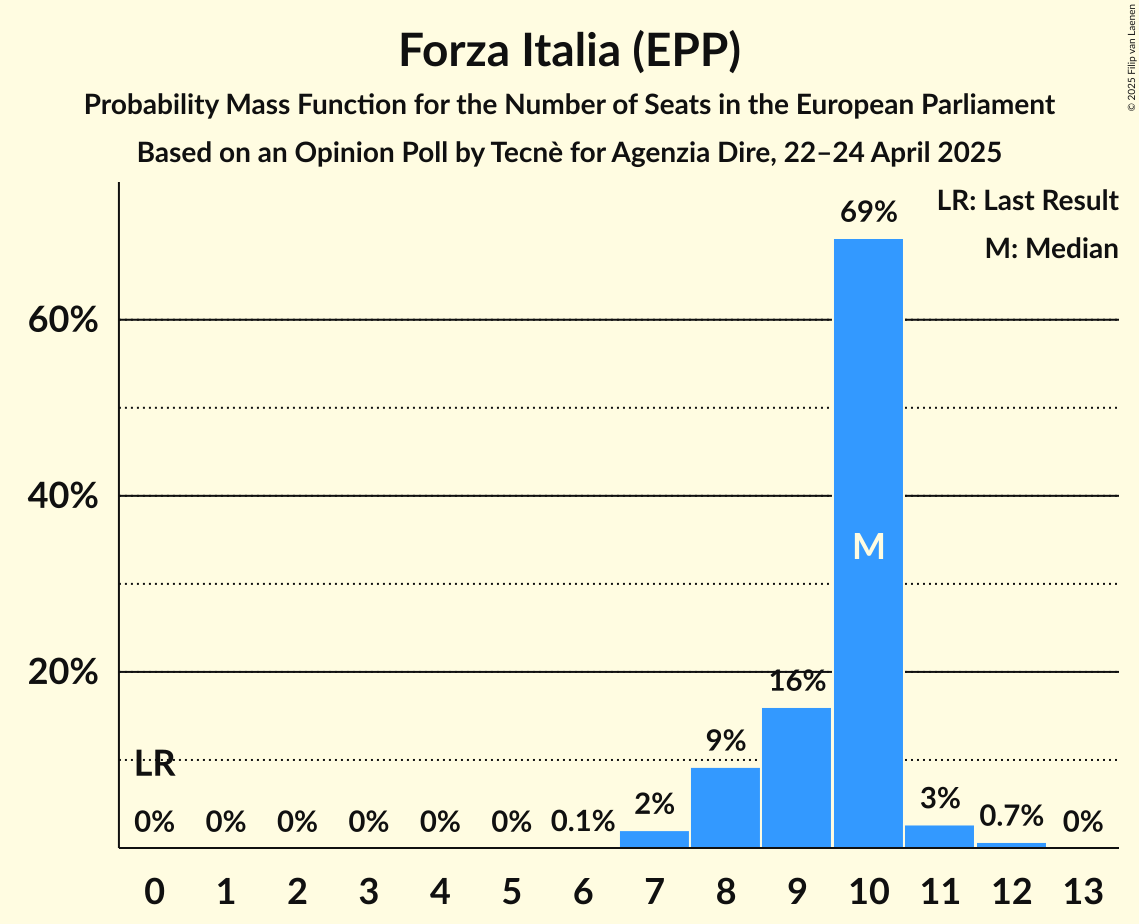 Forza Italia (EPP)
Probability Mass Function for the Number of Seats in the European Parliament
Based on an Opinion Poll by Tecnè for Agenzia Dire, 22–24 April 2025
© 2025 Filip van Laenen
LR: Last Result
M: Median
60%
40%
20%
LR
M
0% 0% 0% 0% 0% 0% 0.1% 2% 9% 16% 69% 3% 0.7% 0%
0 1 2 3 4 5 6 7 8 9 10 11 12 13